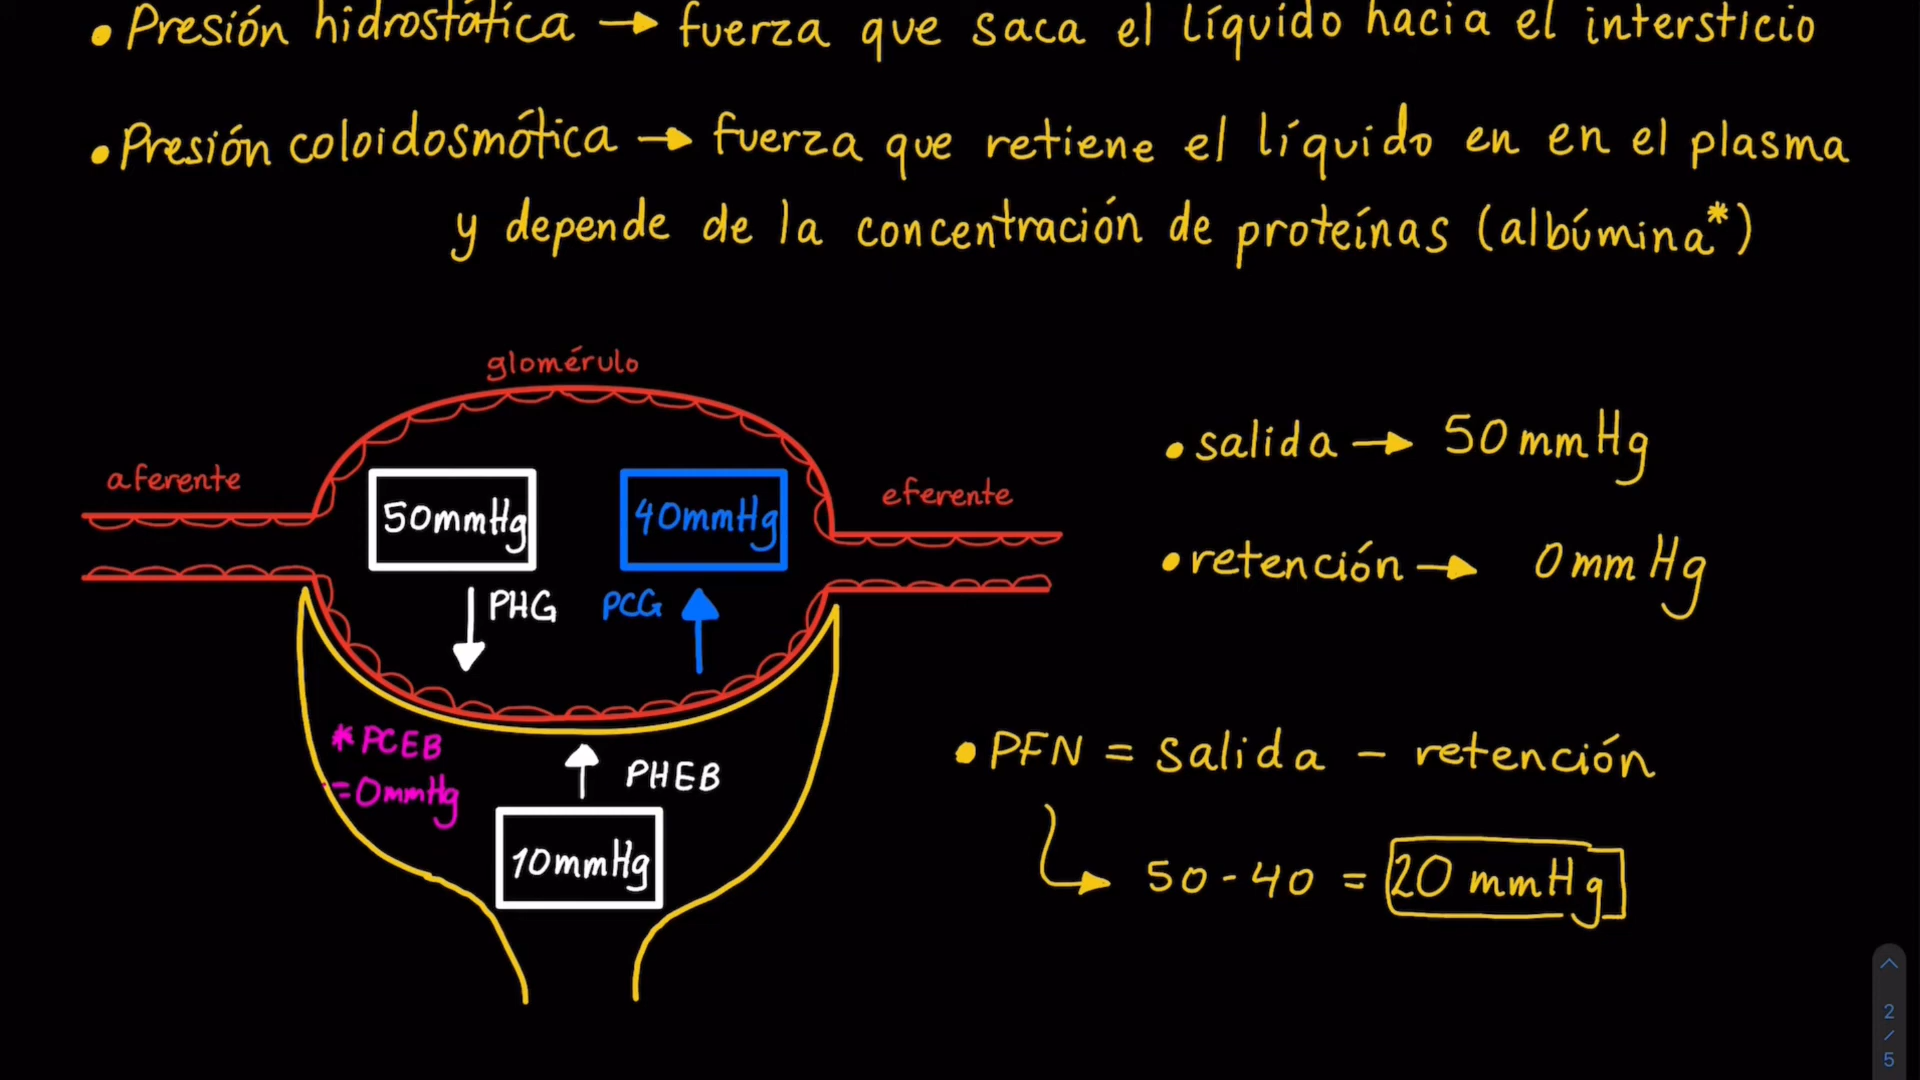 • Presión hidrostática → fuerza que saca el líquido hacia el intersticio
• Presión coloidosmótica → fuerza que retiene el líquido en en el plasma
y depende de la concentración de proteínas (albúmina*)
glomérulo
aferente
eferente
50mmHg
40mmHg
PHG
PCG
* PCEB
= 0mmHg
PHEB
10mmHg
• salida → 50 mmHg
• retención → 0 mmHg
• PFN = salida - retención
50 - 40 = 20 mmHg
2
/
5